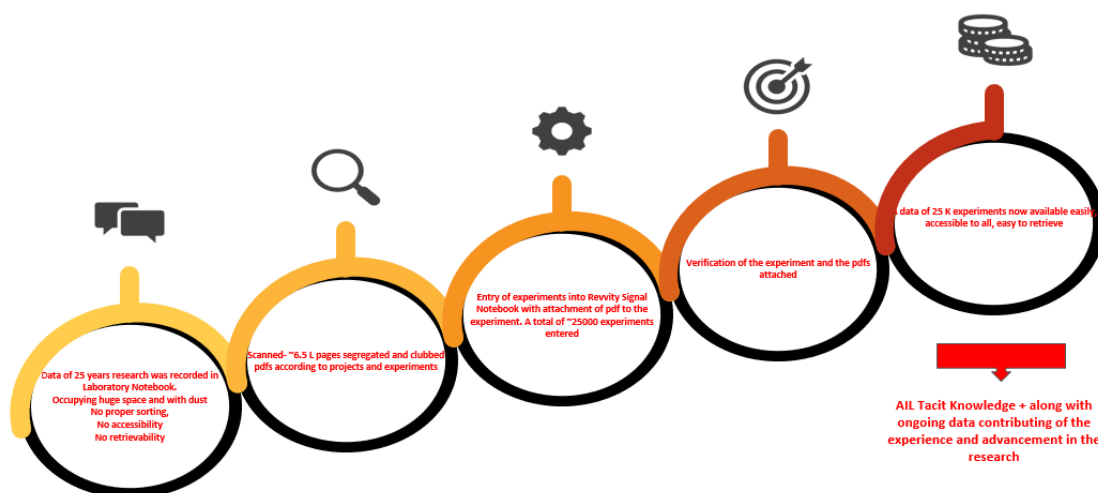 Data of 25 years research was recorded in
Laboratory Notebook.
Occupying huge space and with dust
No proper sorting,
No accessibility
No retrievability
Scanned- ~6.5 L pages segregated and clubbed
pdfs according to projects and experiments
Entry of experiments into Revvity Signal
Notebook with attachment of pdf to the
experiment. A total of ~25000 experiments
entered
Verification of the experiment and the pdfs
attached
data of 25 K experiments now available easily,
accessible to all, easy to retrieve
AIL Tacit Knowledge + along with
ongoing data contributing of the
experience and advancement in the
research